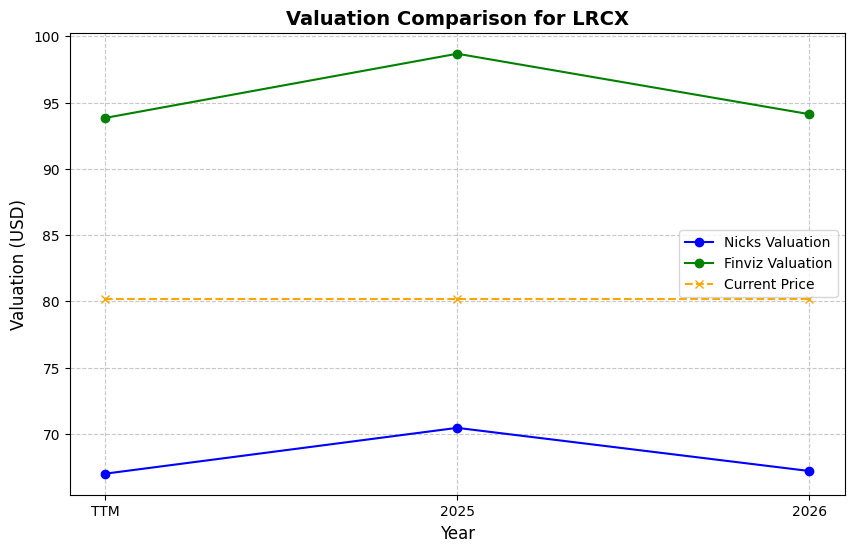 Valuation Comparison for LRCX
Valuation (USD)
100
95
90
85
80
75
70
Nicks Valuation
Finviz Valuation
Current Price
TTM
2025
2026
Year